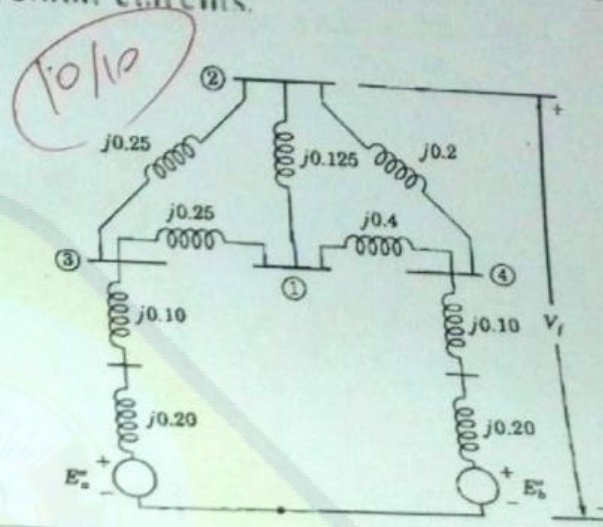 currents.
10/10
②
j0.25
j0.125
j0.2
j0.25
j0.4
③
①
④
+
j0.10
j0.10
V_f
j0.20
j0.20
+
E"_a
−
+
E"_b
−
−